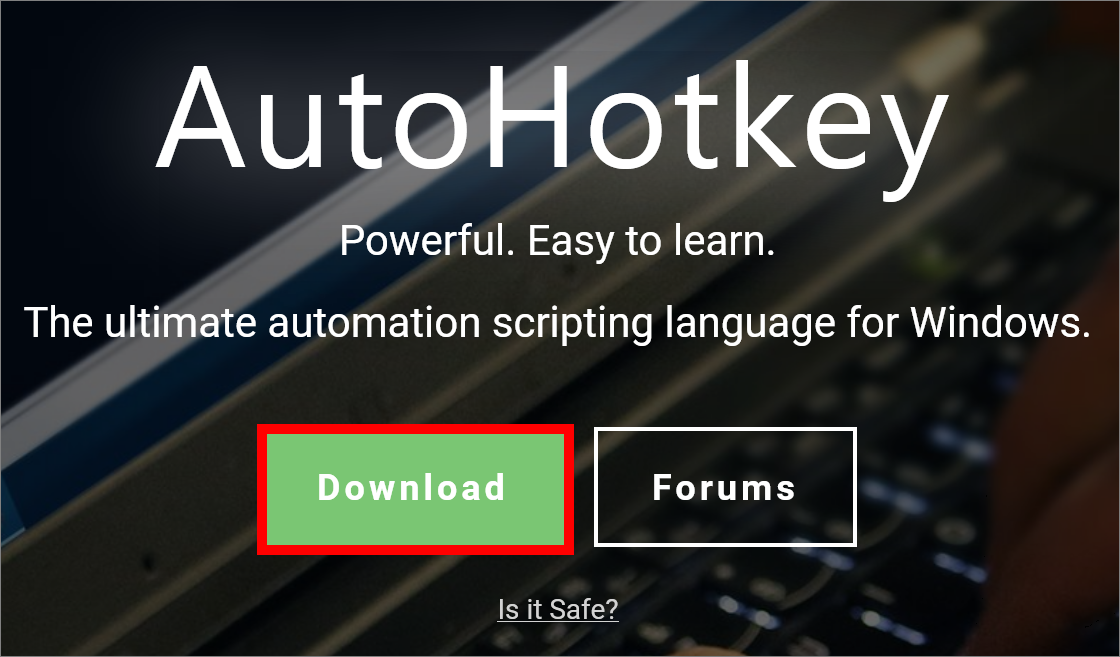 AutoHotkey
Powerful. Easy to learn.
The ultimate automation scripting language for Windows.
Download
Forums
Is it Safe?